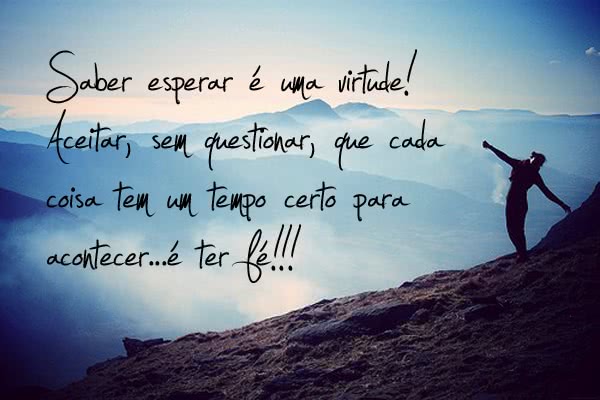 Saber esperar é uma virtude!
Aceitar, sem questionar, que cada
coisa tem um tempo certo para
acontecer...é ter fé!!!